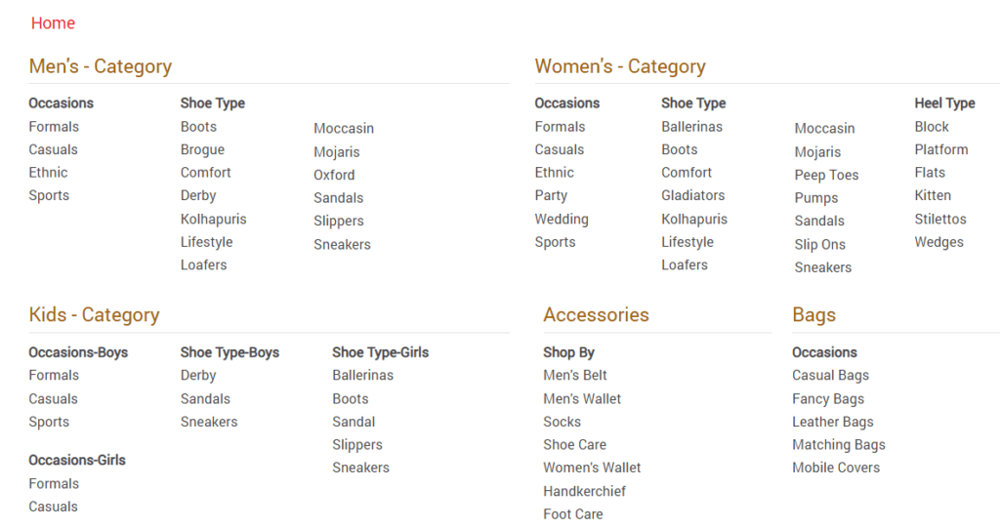 Home
Men's - Category
Occasions
Formals
Casuals
Ethnic
Sports
Shoe Type
Boots
Brogue
Comfort
Derby
Kolhapuris
Lifestyle
Loafers
Moccasin
Mojaris
Oxford
Sandals
Slippers
Sneakers
Women's - Category
Occasions
Formals
Casuals
Ethnic
Party
Wedding
Sports
Shoe Type
Ballerinas
Boots
Comfort
Gladiators
Kolhapuris
Lifestyle
Loafers
Moccasin
Mojaris
Peep Toes
Pumps
Sandals
Slip Ons
Sneakers
Heel Type
Block
Platform
Flats
Kitten
Stilettos
Wedges
Kids - Category
Occasions-Boys
Formals
Casuals
Sports
Occasions-Girls
Formals
Casuals
Shoe Type-Boys
Derby
Sandals
Sneakers
Shoe Type-Girls
Ballerinas
Boots
Sandal
Slippers
Sneakers
Accessories
Shop By
Men's Belt
Men's Wallet
Socks
Shoe Care
Women's Wallet
Handkerchief
Foot Care
Bags
Occasions
Casual Bags
Fancy Bags
Leather Bags
Matching Bags
Mobile Covers